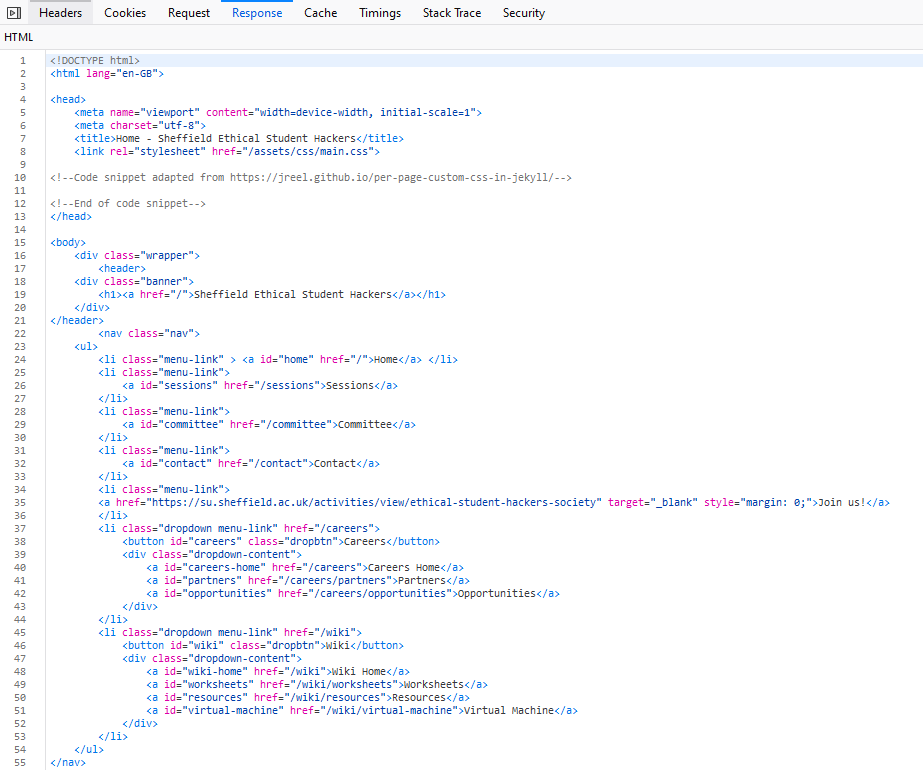 Headers Cookies Request Response Cache Timings Stack Trace Security
HTML
1 <!DOCTYPE html>
2 <html lang="en-GB">
3
4 <head>
5 <meta name="viewport" content="width=device-width, initial-scale=1">
6 <meta charset="utf-8">
7 <title>Home - Sheffield Ethical Student Hackers</title>
8 <link rel="stylesheet" href="/assets/css/main.css">
9
10 <!--Code snippet adapted from https://jreel.github.io/per-page-custom-css-in-jekyll/-->
11
12 <!--End of code snippet-->
13 </head>
14
15 <body>
16 <div class="wrapper">
17 <header>
18 <div class="banner">
19 <h1><a href="/">Sheffield Ethical Student Hackers</a></h1>
20 </div>
21 </header>
22 <nav class="nav">
23 <ul>
24 <li class="menu-link" > <a id="home" href="/">Home</a> </li>
25 <li class="menu-link">
26 <a id="sessions" href="/sessions">Sessions</a>
27 </li>
28 <li class="menu-link">
29 <a id="committee" href="/committee">Committee</a>
30 </li>
31 <li class="menu-link">
32 <a id="contact" href="/contact">Contact</a>
33 </li>
34 <li class="menu-link">
35 <a href="https://su.sheffield.ac.uk/activities/view/ethical-student-hackers-society" target="_blank" style="margin: 0;">Join us!</a>
36 </li>
37 <li class="dropdown menu-link" href="/careers">
38 <button id="careers" class="dropbtn">Careers</button>
39 <div class="dropdown-content">
40 <a id="careers-home" href="/careers">Careers Home</a>
41 <a id="partners" href="/careers/partners">Partners</a>
42 <a id="opportunities" href="/careers/opportunities">Opportunities</a>
43 </div>
44 </li>
45 <li class="dropdown menu-link" href="/wiki">
46 <button id="wiki" class="dropbtn">Wiki</button>
47 <div class="dropdown-content">
48 <a id="wiki-home" href="/wiki">Wiki Home</a>
49 <a id="worksheets" href="/wiki/worksheets">Worksheets</a>
50 <a id="resources" href="/wiki/resources">Resources</a>
51 <a id="virtual-machine" href="/wiki/virtual-machine">Virtual Machine</a>
52 </div>
53 </li>
54 </ul>
55 </nav>